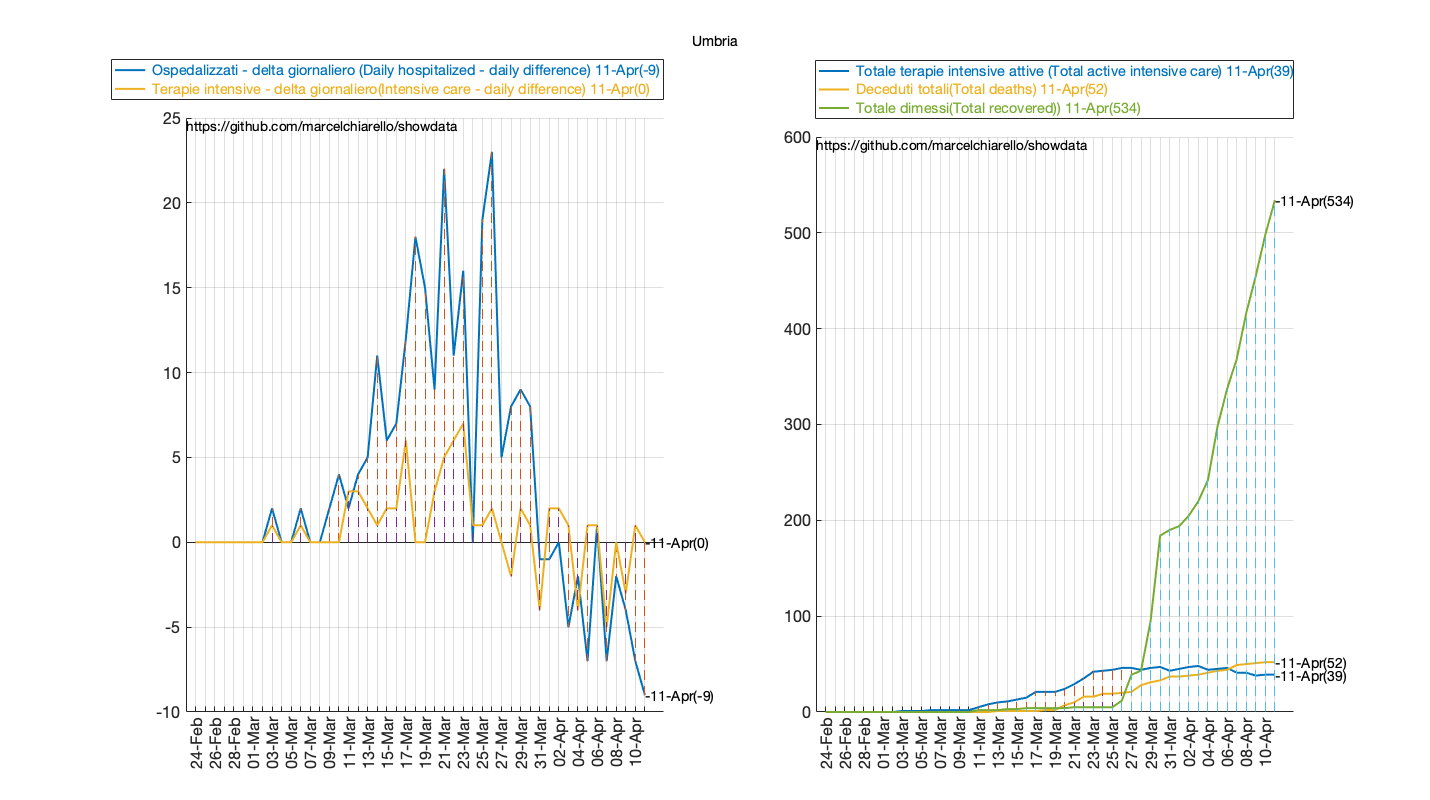 Umbria
Ospedalizzati - delta giornaliero (Daily hospitalized - daily difference) 11-Apr(-9)
Terapie intensive - delta giornaliero(Intensive care - daily difference) 11-Apr(0)
https://github.com/marcelchiarello/showdata
25
20
15
10
5
0
-5
-10
-11-Apr(0)
-11-Apr(-9)
24-Feb
26-Feb
28-Feb
01-Mar
03-Mar
05-Mar
07-Mar
09-Mar
11-Mar
13-Mar
15-Mar
17-Mar
19-Mar
21-Mar
23-Mar
25-Mar
27-Mar
29-Mar
31-Mar
02-Apr
04-Apr
06-Apr
08-Apr
10-Apr
Totale terapie intensive attive (Total active intensive care) 11-Apr(39)
Deceduti totali(Total deaths) 11-Apr(52)
Totale dimessi(Total recovered)) 11-Apr(534)
https://github.com/marcelchiarello/showdata
600
500
400
300
200
100
0
-11-Apr(534)
-11-Apr(52)
-11-Apr(39)
24-Feb
26-Feb
28-Feb
01-Mar
03-Mar
05-Mar
07-Mar
09-Mar
11-Mar
13-Mar
15-Mar
17-Mar
19-Mar
21-Mar
23-Mar
25-Mar
27-Mar
29-Mar
31-Mar
02-Apr
04-Apr
06-Apr
08-Apr
10-Apr